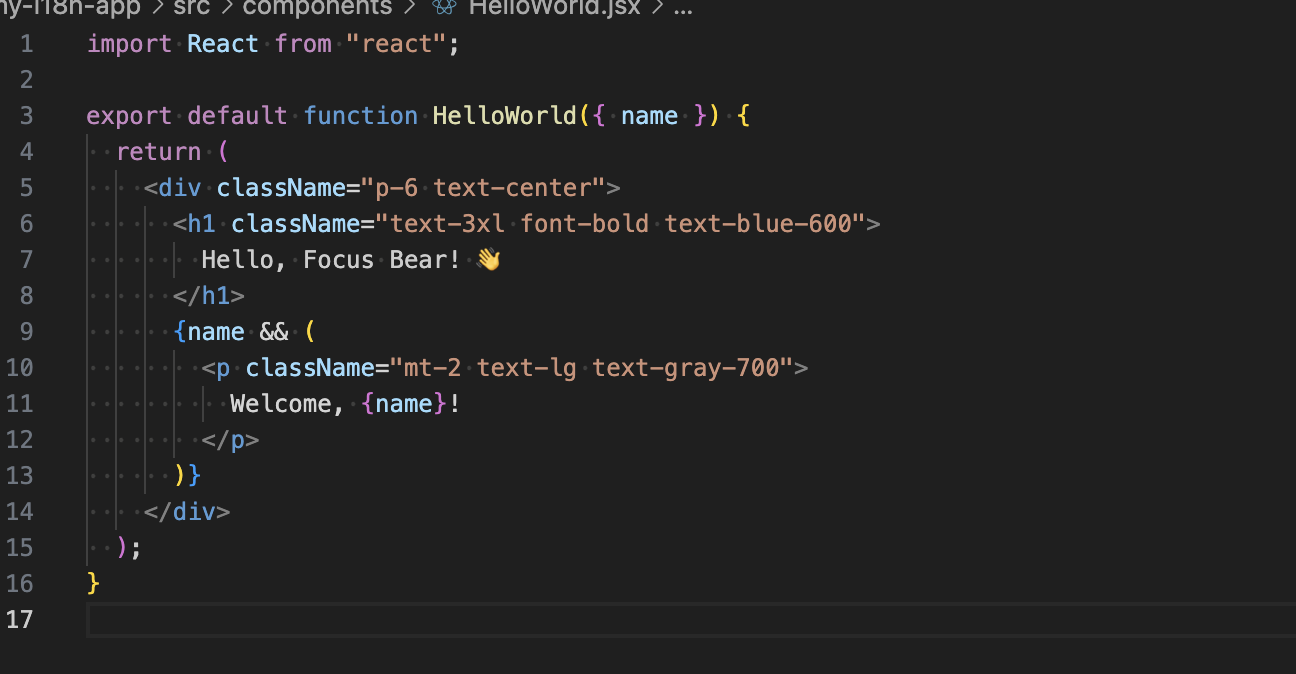 my-i18n-app > src > components > HelloWorld.jsx > ...
1 import React from "react";
2
3 export default function HelloWorld({ name }) {
4   return (
5     <div className="p-6 text-center">
6       <h1 className="text-3xl font-bold text-blue-600">
7         Hello, Focus Bear! 👋
8       </h1>
9       {name && (
10         <p className="mt-2 text-lg text-gray-700">
11           Welcome, {name}!
12         </p>
13       )}
14     </div>
15   );
16 }
17